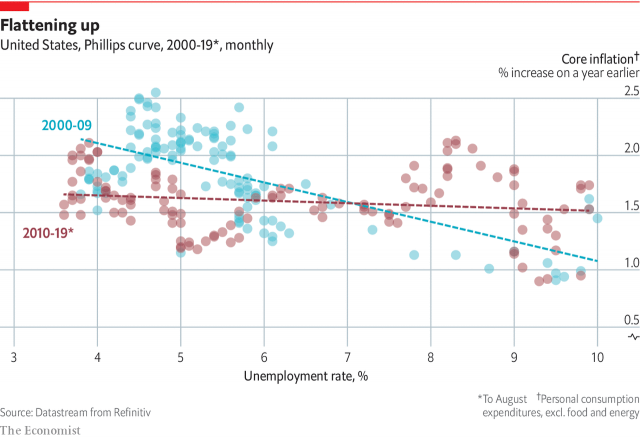 Flattening up
United States, Phillips curve, 2000-19*, monthly
Core inflation†
% increase on a year earlier
2.5
2000-09
2.0
1.5
2010-19*
1.0
0.5
3 4 5 6 7 8 9 10
Unemployment rate, %
*To August †Personal consumption
expenditures, excl. food and energy
Source: Datastream from Refinitiv
The Economist